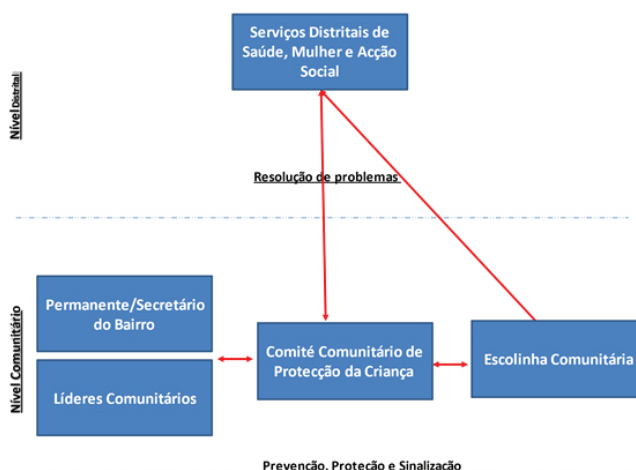 Serviços Distritais de
Saúde, Mulher e Acção
Social
Nível Distrital
Resolução de problemas
Nível Comunitário
Permanente/Secretário
do Bairro
Líderes Comunitários
Comité Comunitário de
Protecção da Criança
Escolinha Comunitária
Prevenção, Proteção e Sinalização